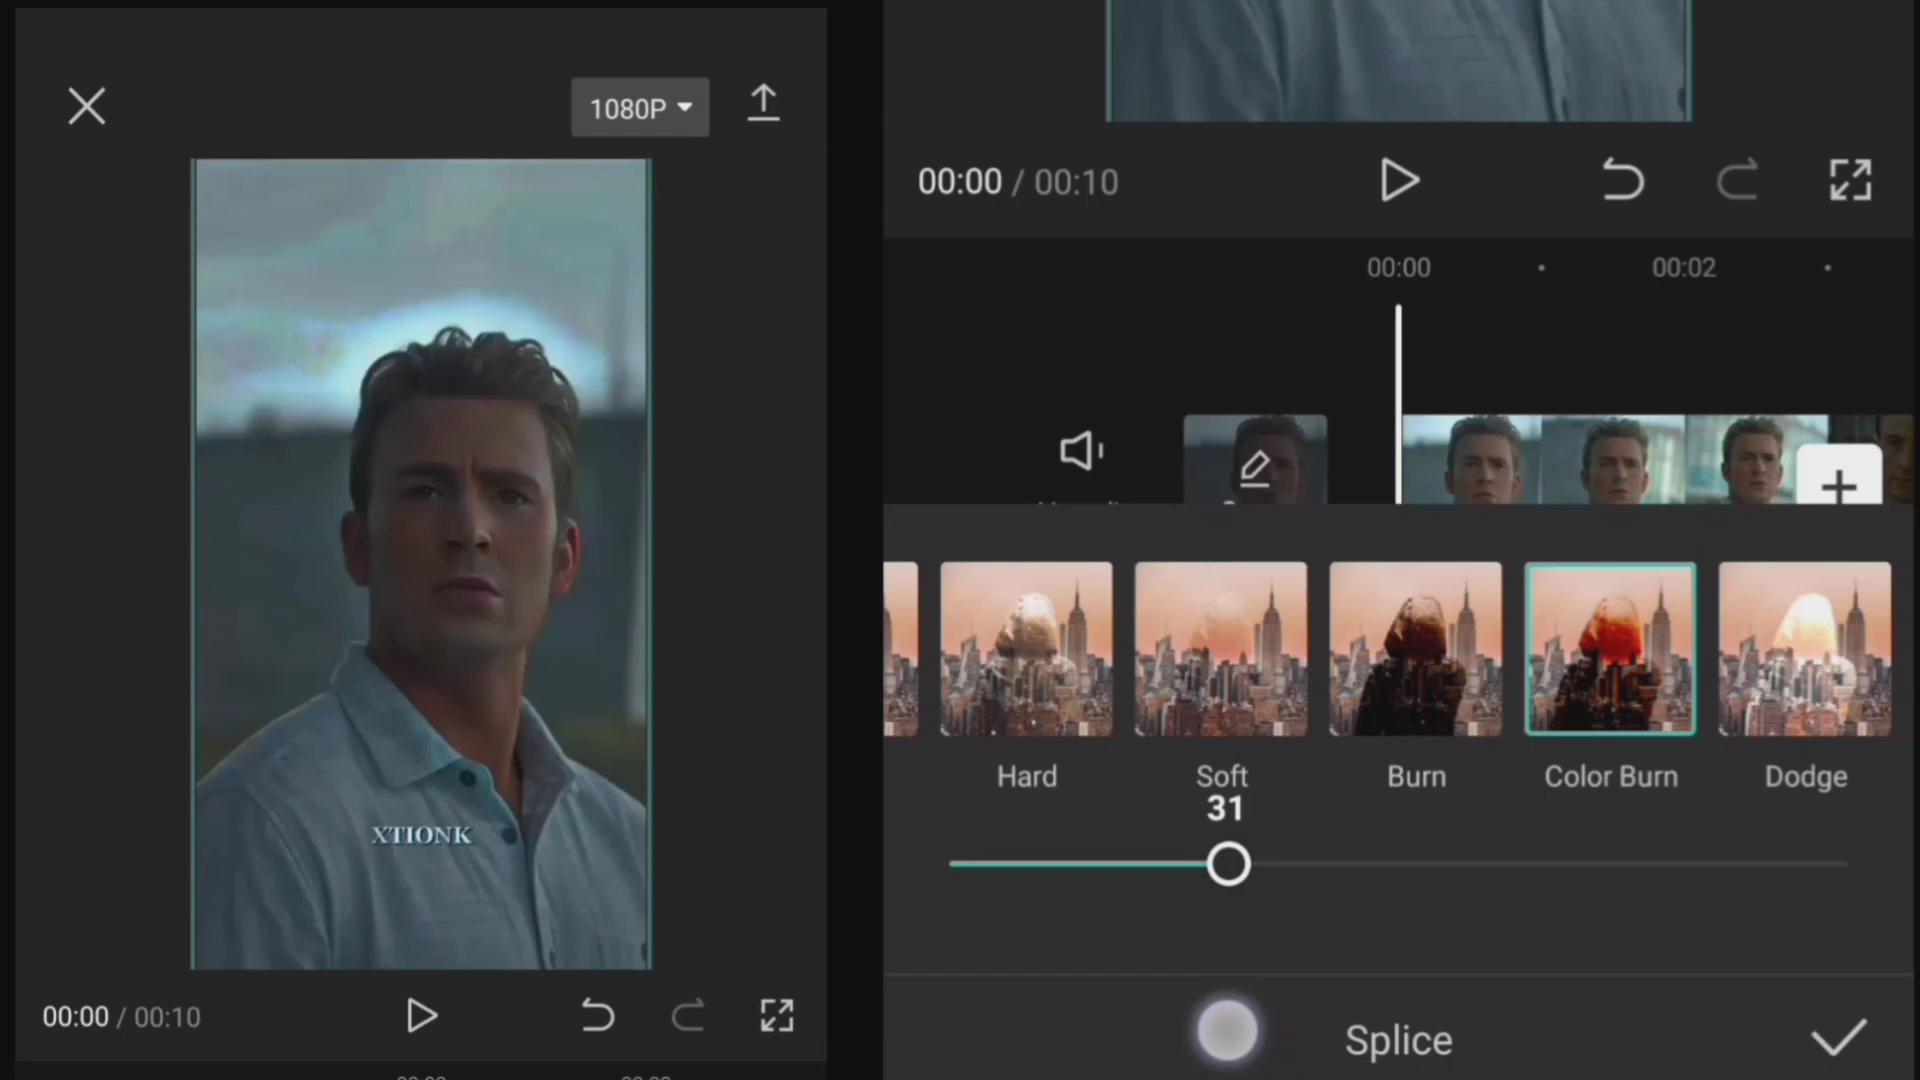 1080P
XTIONK
00:00 / 00:10
00:00 / 00:10
00:00
00:02
Hard
Soft
Burn
Color Burn
Dodge
31
Splice